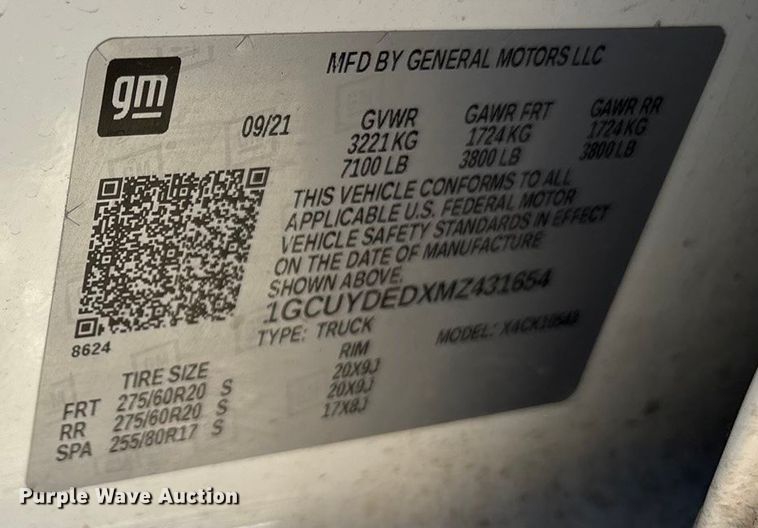 gm
MFD BY GENERAL MOTORS LLC
09/21
GVWR GAWR FRT GAWR RR
3221 KG 1724 KG 1724 KG
7100 LB 3800 LB 3800 LB
THIS VEHICLE CONFORMS TO ALL
APPLICABLE U.S. FEDERAL MOTOR
VEHICLE SAFETY STANDARDS IN EFFECT
ON THE DATE OF MANUFACTURE
SHOWN ABOVE.
1GCUYDEDXMZ431654
TYPE: TRUCK MODEL:
8624
TIRE SIZE RIM
FRT 275/60R20 S 20X9J
RR 275/60R20 S 20X9J
SPA 255/80R17 S 17X8J
Purple Wave Auction